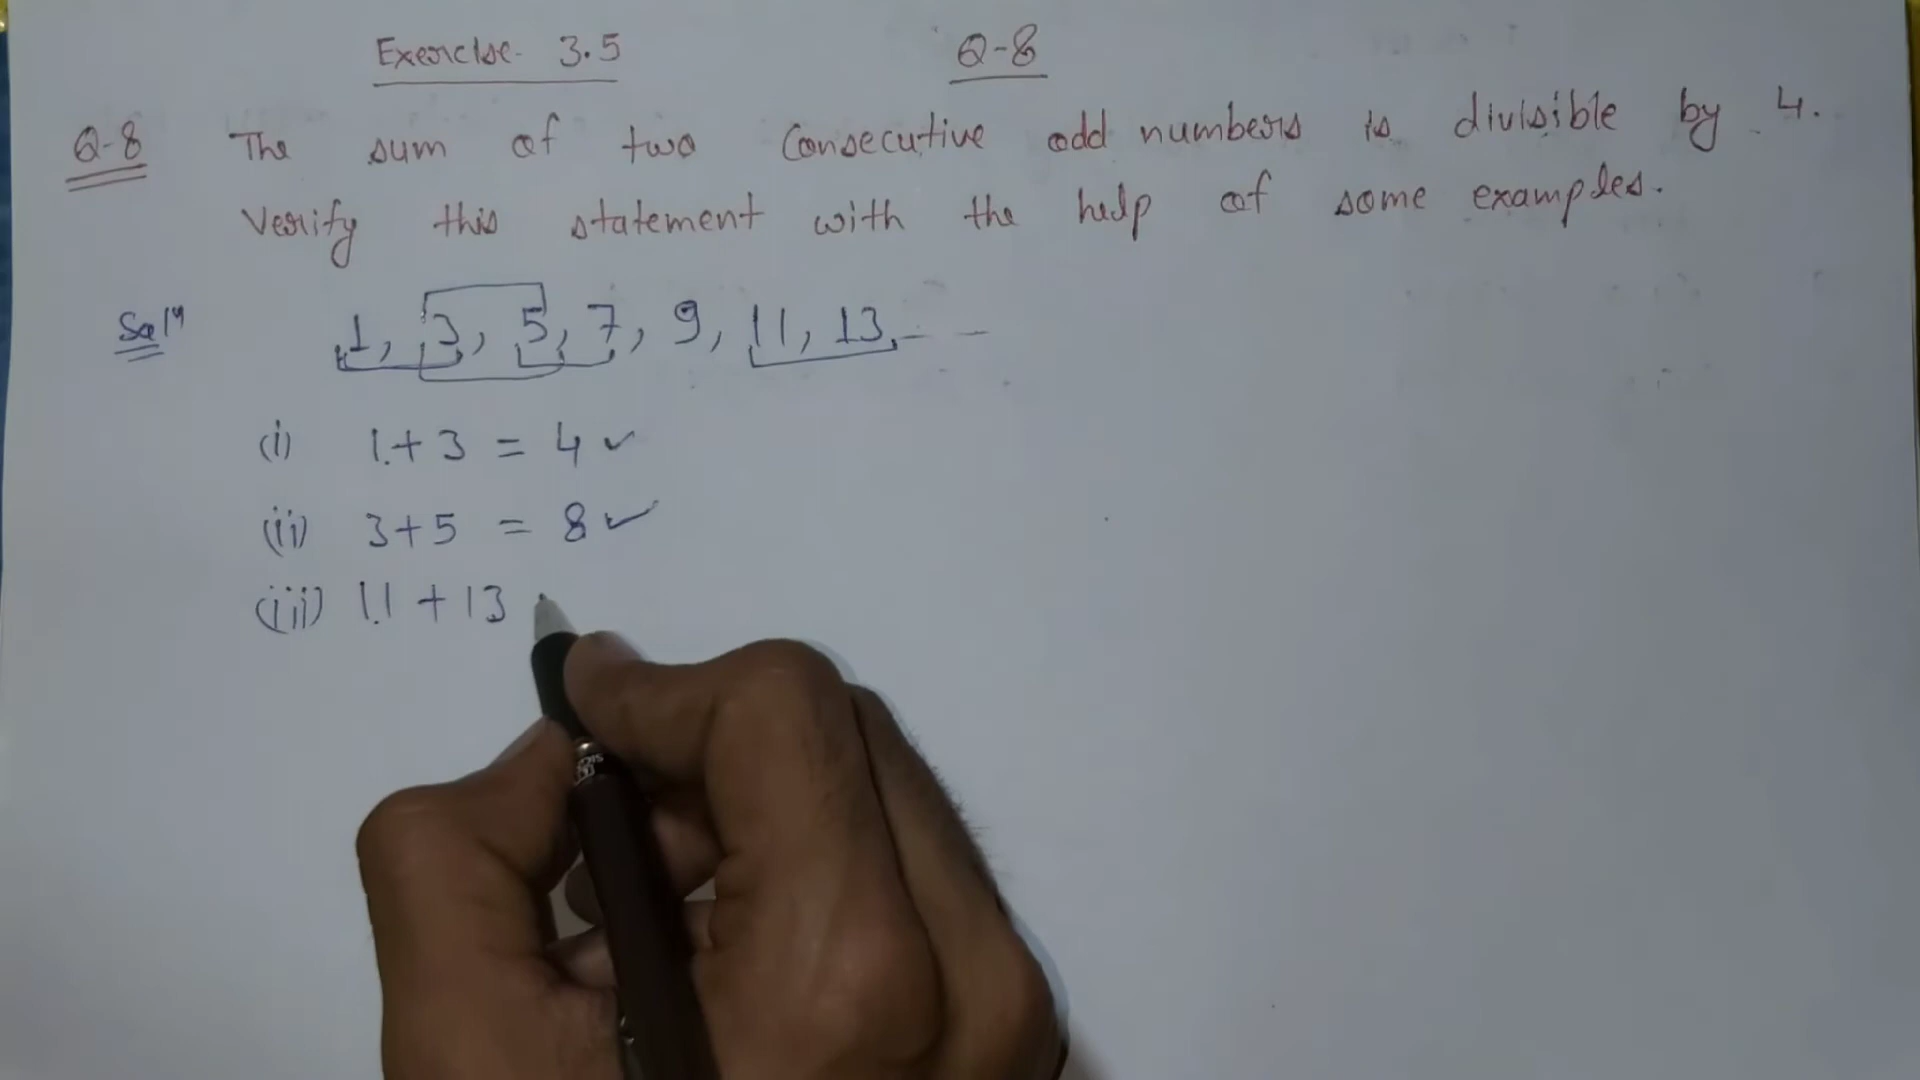 Exercise 3.5 Q-8
Q-8 The sum of two Consecutive odd numbers is divisible by 4.
Verify this statement with the help of some examples.
Solⁿ 1, 3, 5, 7, 9, 11, 13, - -
(i) 1 + 3 = 4 ✓
(ii) 3 + 5 = 8 ✓
(iii) 11 + 13